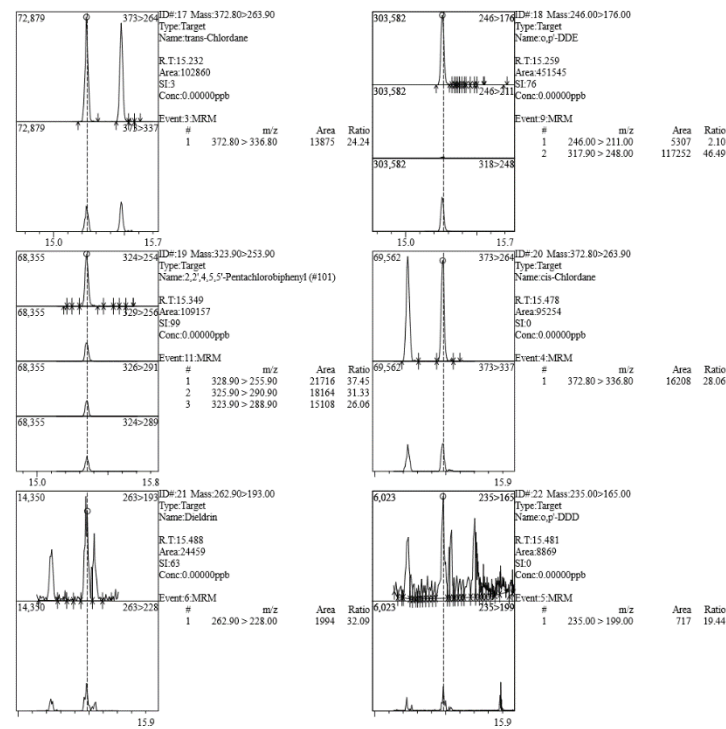 72,879 373>264
72,879 373>337
15.0 15.7
ID#:17 Mass:372.80>263.90
Type:Target
Name:trans-Chlordane
R.T:15.232
Area:102860
SI:3
Conc:0.00000ppb
Event:3:MRM
# m/z Area Ratio
1 372.80 > 336.80 13875 24.24
303,582 246>176
303,582 246>211
303,582 318>248
15.0 15.7
ID#:18 Mass:246.00>176.00
Type:Target
Name:o,p'-DDE
R.T:15.259
Area:451545
SI:76
Conc:0.00000ppb
Event:9:MRM
# m/z Area Ratio
1 246.00 > 211.00 5307 2.10
2 317.90 > 248.00 117252 46.49
68,355 324>254
68,355 329>256
68,355 326>291
68,355 324>289
15.0 15.8
ID#:19 Mass:323.90>253.90
Type:Target
Name:2,2',4,5,5'-Pentachlorobiphenyl (#101)
R.T:15.349
Area:109157
SI:99
Conc:0.00000ppb
Event:11:MRM
# m/z Area Ratio
1 328.90 > 255.90 21716 37.45
2 325.90 > 290.90 18164 31.33
3 323.90 > 288.90 15108 26.06
69,562 373>264
69,562 373>337
15.9
ID#:20 Mass:372.80>263.90
Type:Target
Name:cis-Chlordane
R.T:15.478
Area:95254
SI:0
Conc:0.00000ppb
Event:4:MRM
# m/z Area Ratio
1 372.80 > 336.80 16208 28.06
14,350 263>193
14,350 263>228
15.9
ID#:21 Mass:262.90>193.00
Type:Target
Name:Dieldrin
R.T:15.488
Area:24459
SI:63
Conc:0.00000ppb
Event:6:MRM
# m/z Area Ratio
1 262.90 > 228.00 1994 32.09
6,023 235>165
6,023 235>199
15.9
ID#:22 Mass:235.00>165.00
Type:Target
Name:o,p'-DDD
R.T:15.481
Area:8869
SI:0
Conc:0.00000ppb
Event:5:MRM
# m/z Area Ratio
1 235.00 > 199.00 717 19.44